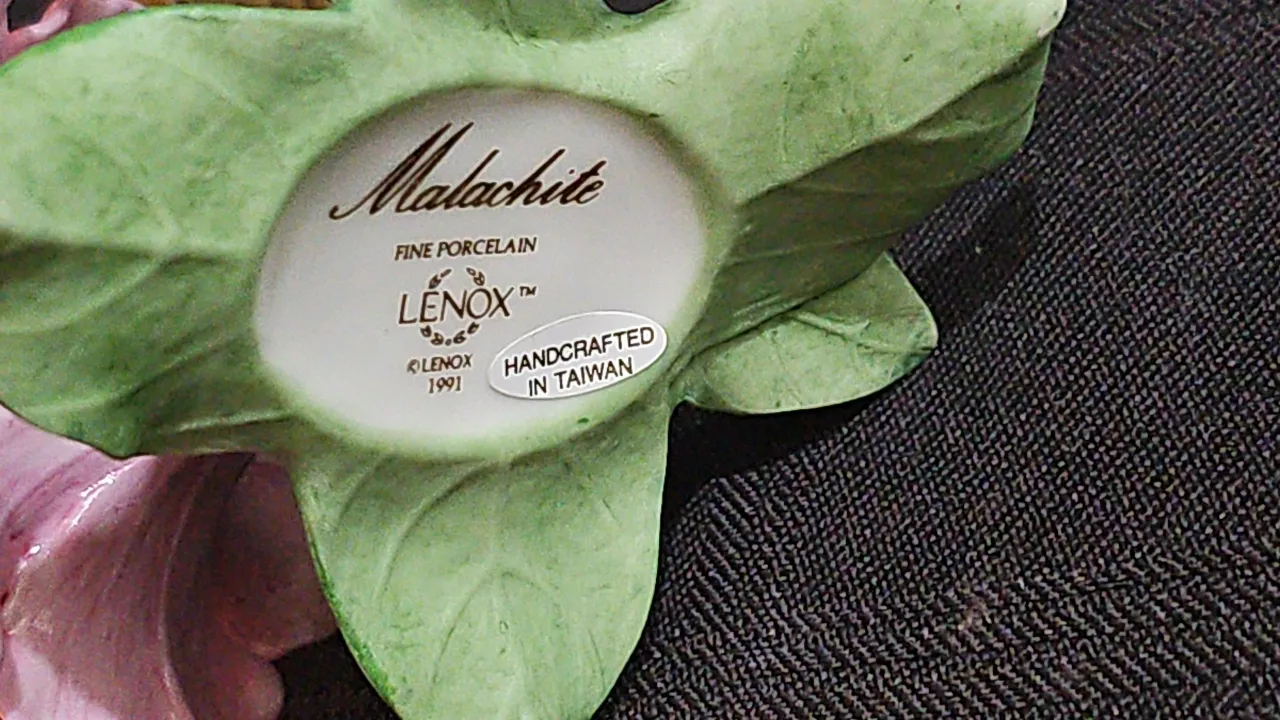 Malachite
FINE PORCELAIN
LENOX™
© LENOX
1991
HANDCRAFTED
IN TAIWAN